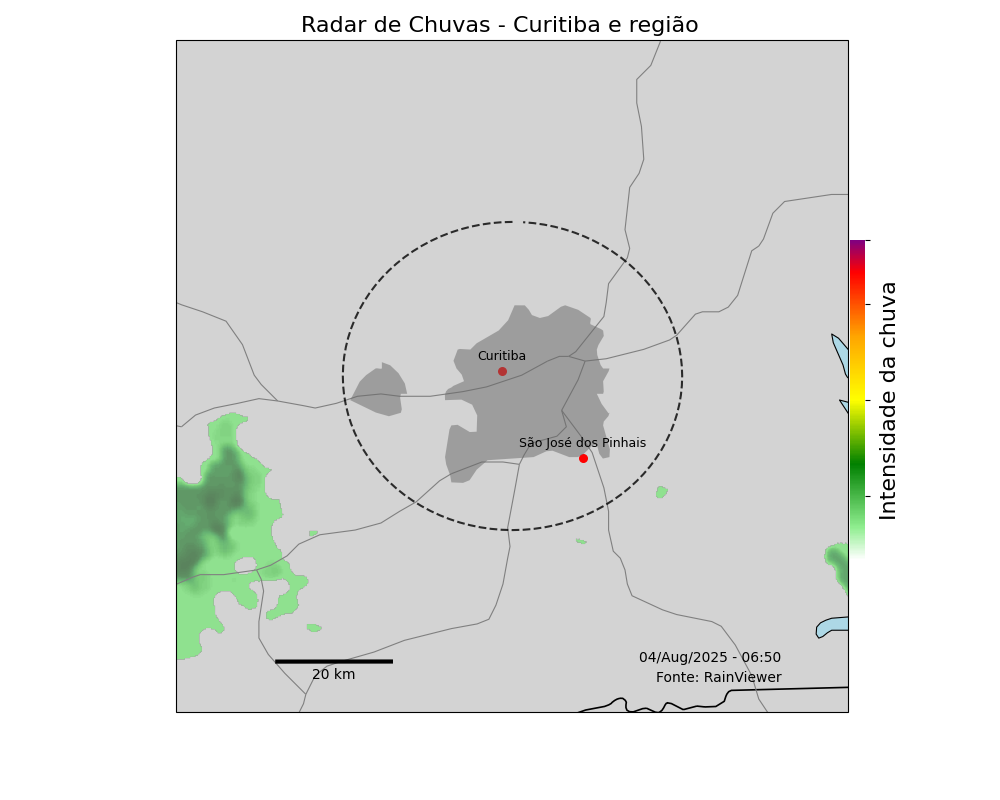 Radar de Chuvas - Curitiba e região
Curitiba
São José dos Pinhais
Intensidade da chuva
20 km
04/Aug/2025 - 06:50
Fonte: RainViewer